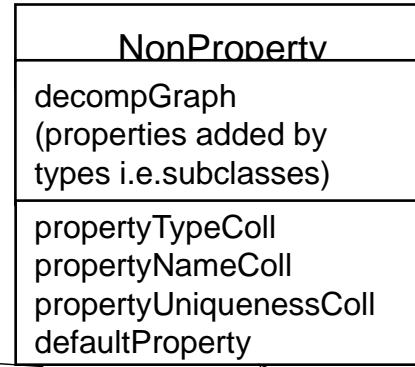 NonProperty
decompGraph
(properties added by
types i.e.subclasses)
propertyTypeColl
propertyNameColl
propertyUniquenessColl
defaultProperty